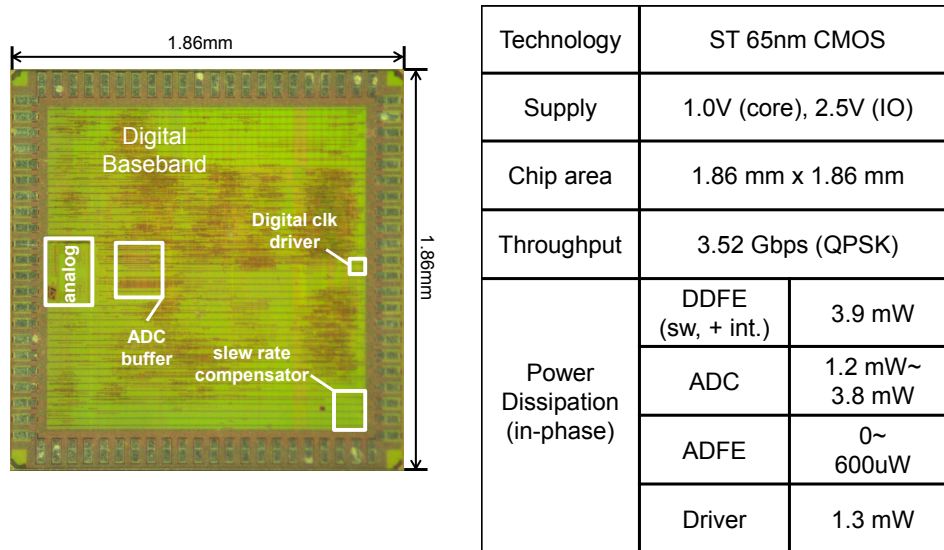 1.86mm
Digital
Baseband
Digital clk
driver
analog
1.86mm
ADC
buffer
slew rate
compensator
Technology
ST 65nm CMOS
Supply
1.0V (core), 2.5V (IO)
Chip area
1.86 mm x 1.86 mm
Throughput
3.52 Gbps (QPSK)
Power
Dissipation
(in-phase)
DDFE
(sw, + int.)
3.9 mW
ADC
1.2 mW~
3.8 mW
ADFE
0~
600uW
Driver
1.3 mW